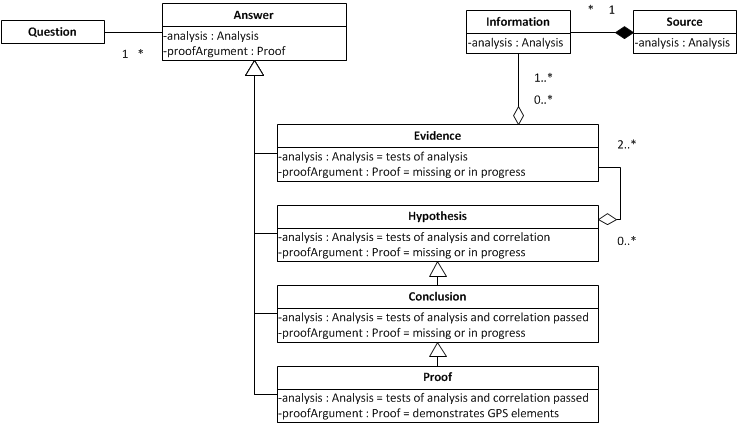 Question
1 *
Answer
-analysis : Analysis
-proofArgument : Proof
Information
-analysis : Analysis
* 1
Source
-analysis : Analysis
1..*
0..*
Evidence
-analysis : Analysis = tests of analysis
-proofArgument : Proof = missing or in progress
2..*
Hypothesis
-analysis : Analysis = tests of analysis and correlation
-proofArgument : Proof = missing or in progress
0..*
Conclusion
-analysis : Analysis = tests of analysis and correlation passed
-proofArgument : Proof = missing or in progress
Proof
-analysis : Analysis = tests of analysis and correlation passed
-proofArgument : Proof = demonstrates GPS elements